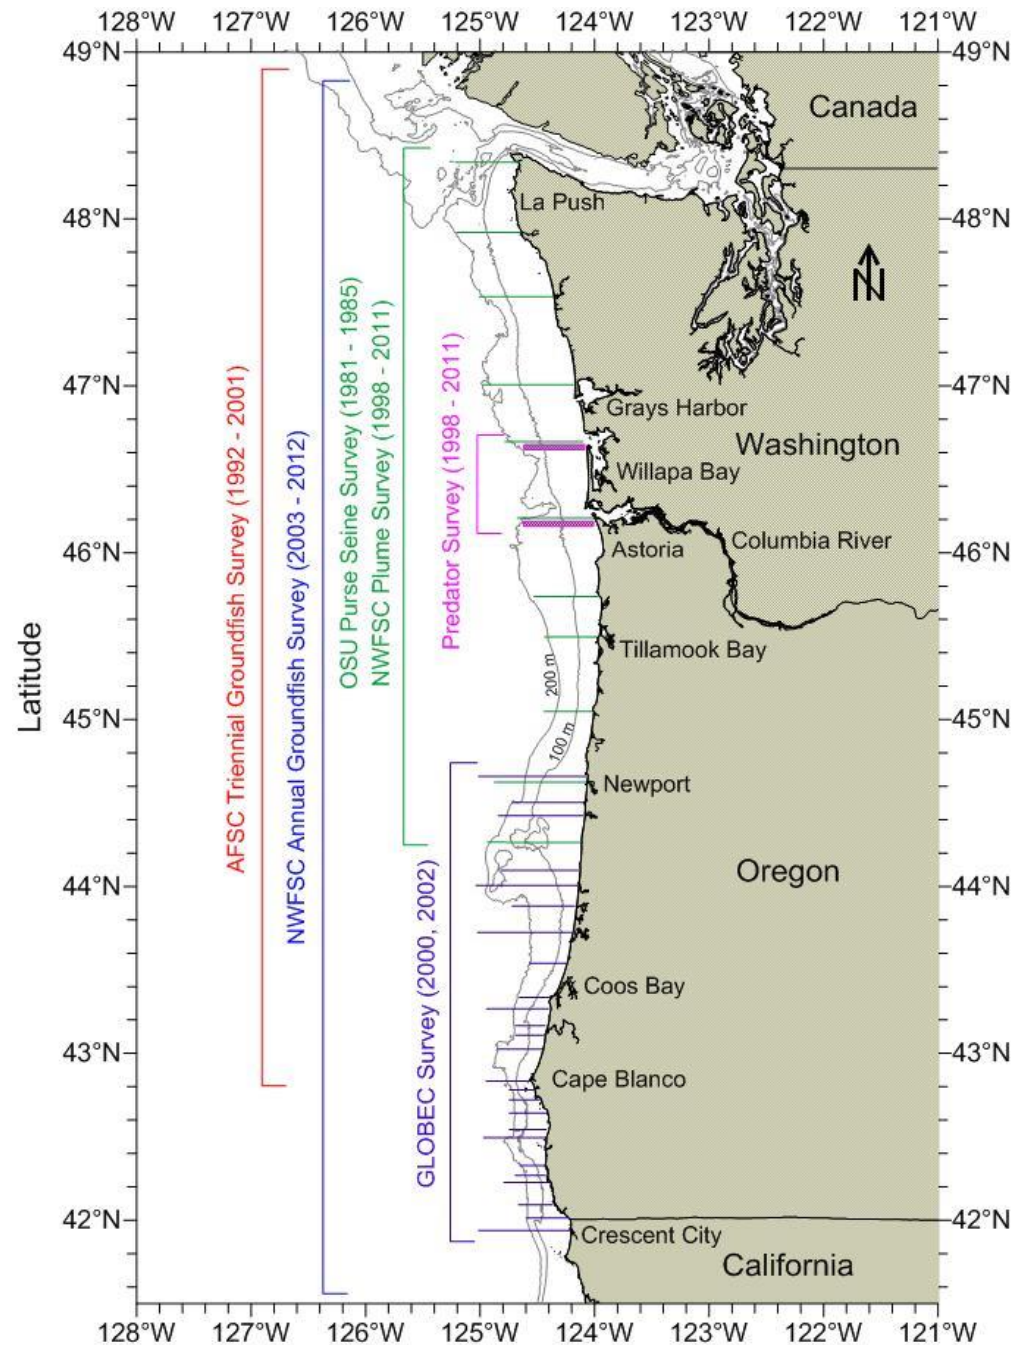 128°W 127°W 126°W 125°W 124°W 123°W 122°W 121°W
49°N 49°N
Canada
La Push
48°N 48°N
N
47°N 47°N
Grays Harbor
Washington
Willapa Bay
46°N 46°N
Astoria
Columbia River
Tillamook Bay
200 m
100 m
45°N 45°N
Newport
Oregon
44°N 44°N
Coos Bay
43°N 43°N
Cape Blanco
42°N 42°N
Crescent City
California
128°W 127°W 126°W 125°W 124°W 123°W 122°W 121°W
Latitude
AFSC Triennial Groundfish Survey (1992 - 2001)
NWFSC Annual Groundfish Survey (2003 - 2012)
OSU Purse Seine Survey (1981 - 1985)
NWFSC Plume Survey (1998 - 2011)
Predator Survey (1998 - 2011)
GLOBEC Survey (2000, 2002)